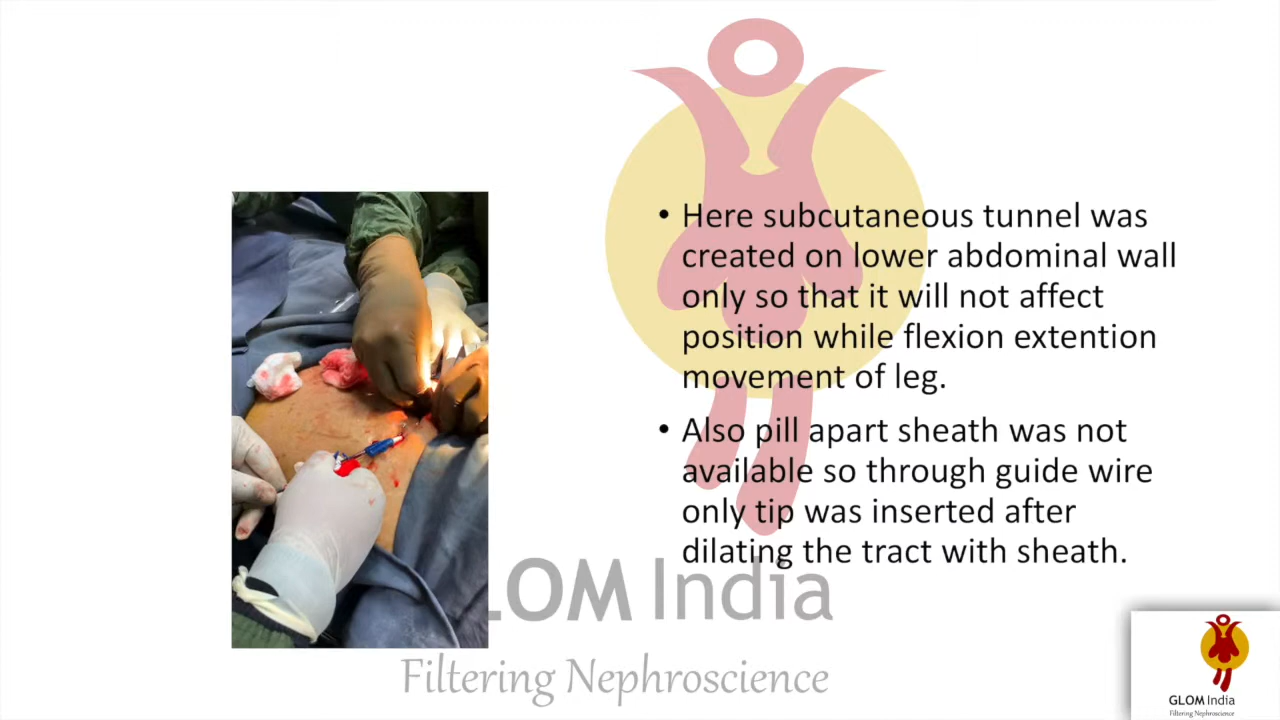 • Here subcutaneous tunnel was
created on lower abdominal wall
only so that it will not affect
position while flexion extention
movement of leg.
• Also pill apart sheath was not
available so through guide wire
only tip was inserted after
dilating the tract with sheath.
LOM India
Filtering Nephroscience
GLOM India
Filtering Nephroscience